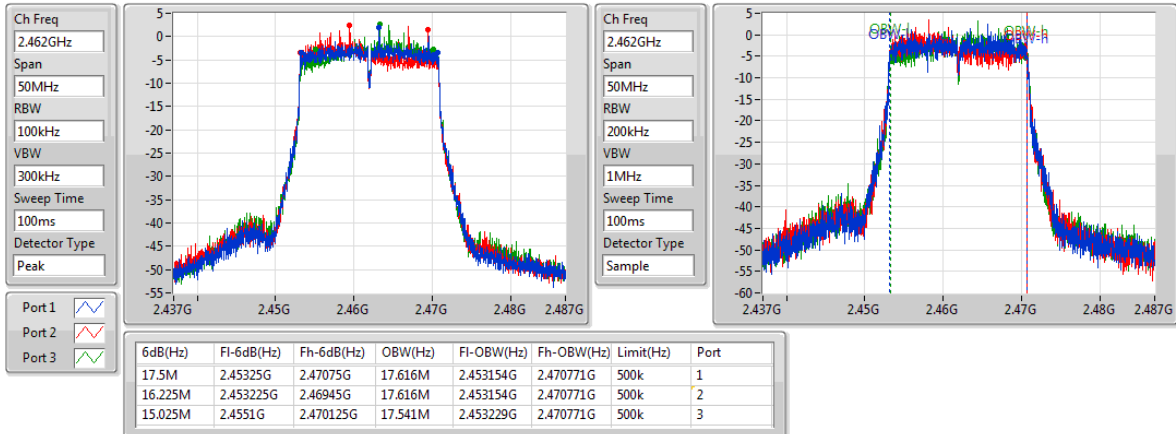 Ch Freq
2.462GHz
Span
50MHz
RBW
100kHz
VBW
300kHz
Sweep Time
100ms
Detector Type
Peak
Port 1
Port 2
Port 3
5
0
-5
-10
-15
-20
-25
-30
-35
-40
-45
-50
-55
2.437G
2.45G
2.46G
2.47G
2.48G
2.487G
Ch Freq
2.462GHz
Span
50MHz
RBW
200kHz
VBW
1MHz
Sweep Time
100ms
Detector Type
Sample
5
0
-5
-10
-15
-20
-25
-30
-35
-40
-45
-50
-55
-60
2.437G
2.45G
2.46G
2.47G
2.48G
2.487G
6dB(Hz) Fl-6dB(Hz) Fh-6dB(Hz) OBW(Hz) Fl-OBW(Hz) Fh-OBW(Hz) Limit(Hz) Port
17.5M 2.45325G 2.47075G 17.616M 2.453154G 2.470771G 500k 1
16.225M 2.453225G 2.46945G 17.616M 2.453154G 2.470771G 500k 2
15.025M 2.4551G 2.470125G 17.541M 2.453229G 2.470771G 500k 3